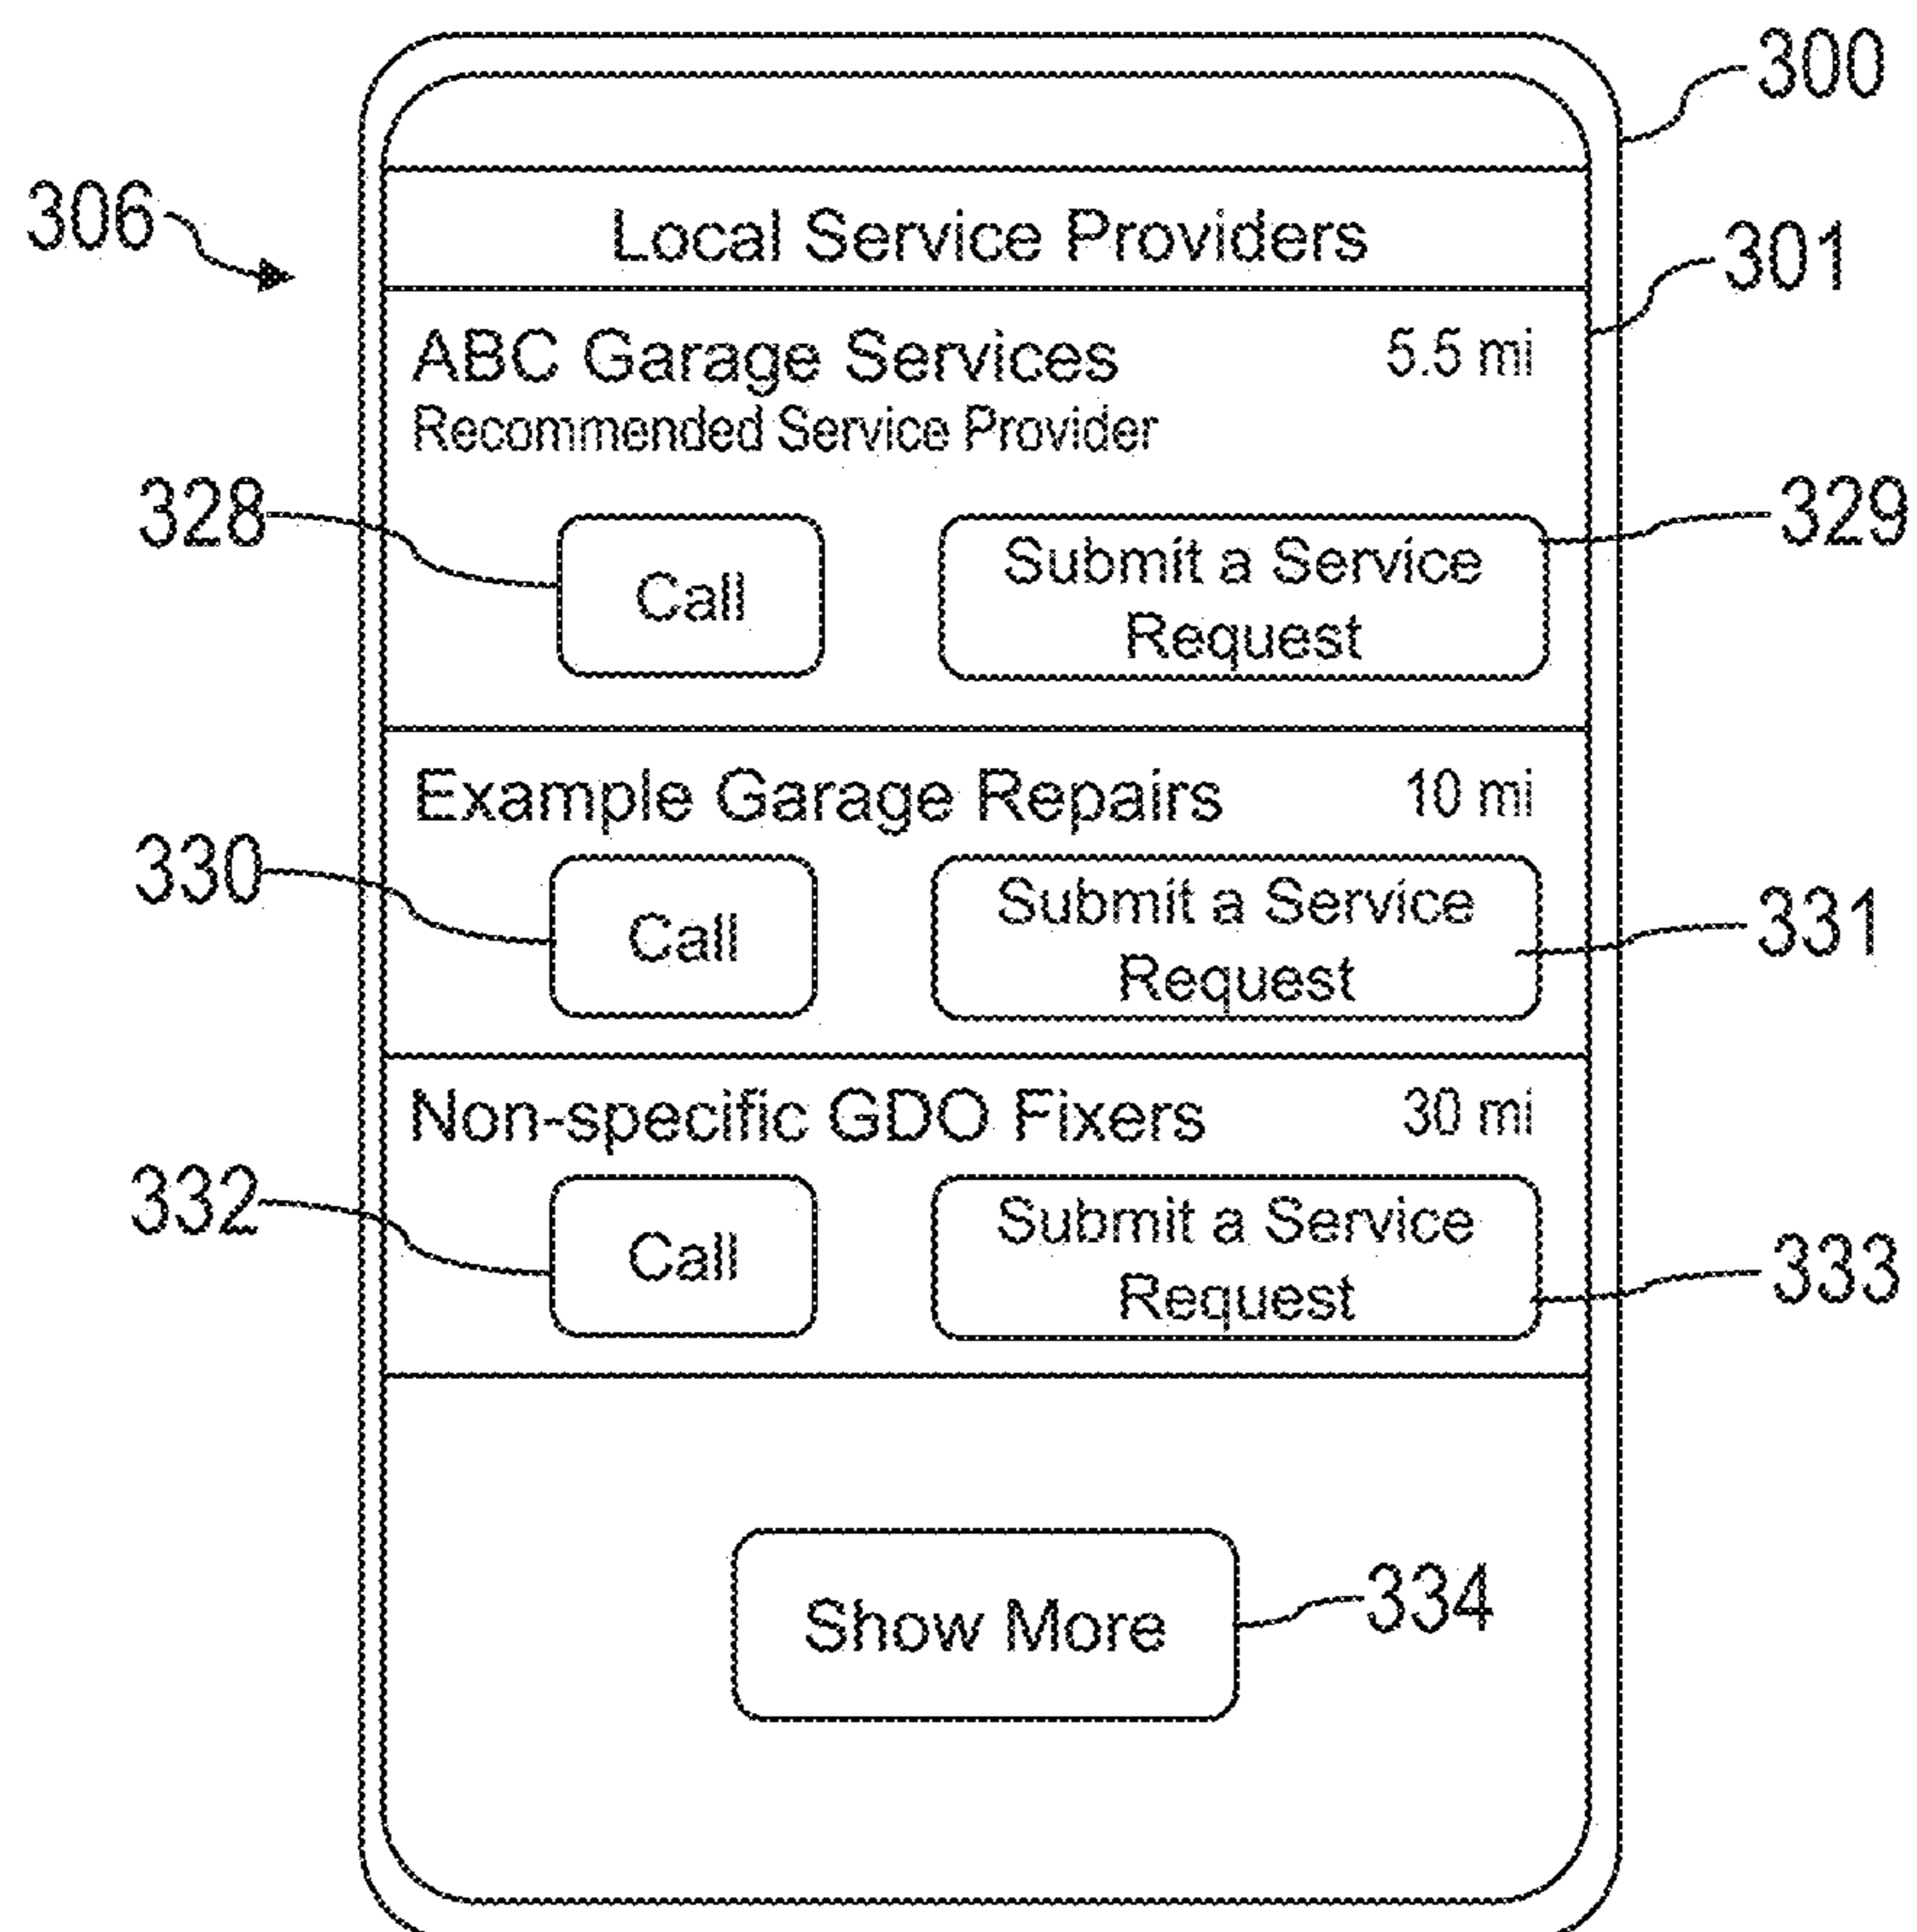 300
306
Local Service Providers
301
ABC Garage Services 5.5 mi
Recommended Service Provider
328
329
Call
Submit a Service
Request
Example Garage Repairs 10 mi
330
331
Call
Submit a Service
Request
Non-specific GDO Fixers 30 mi
332
333
Call
Submit a Service
Request
Show More
334